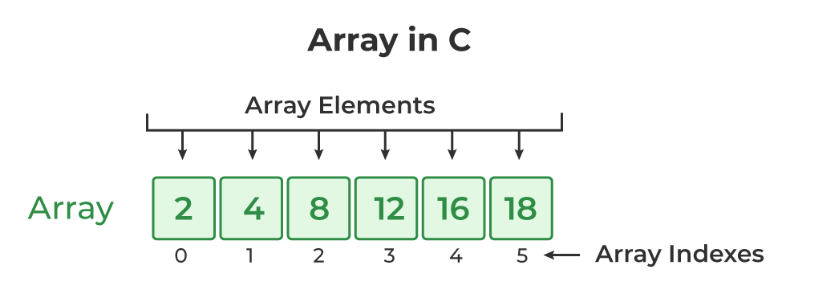 Array in C
Array Elements
Array 2 4 8 12 16 18
0 1 2 3 4 5 Array Indexes